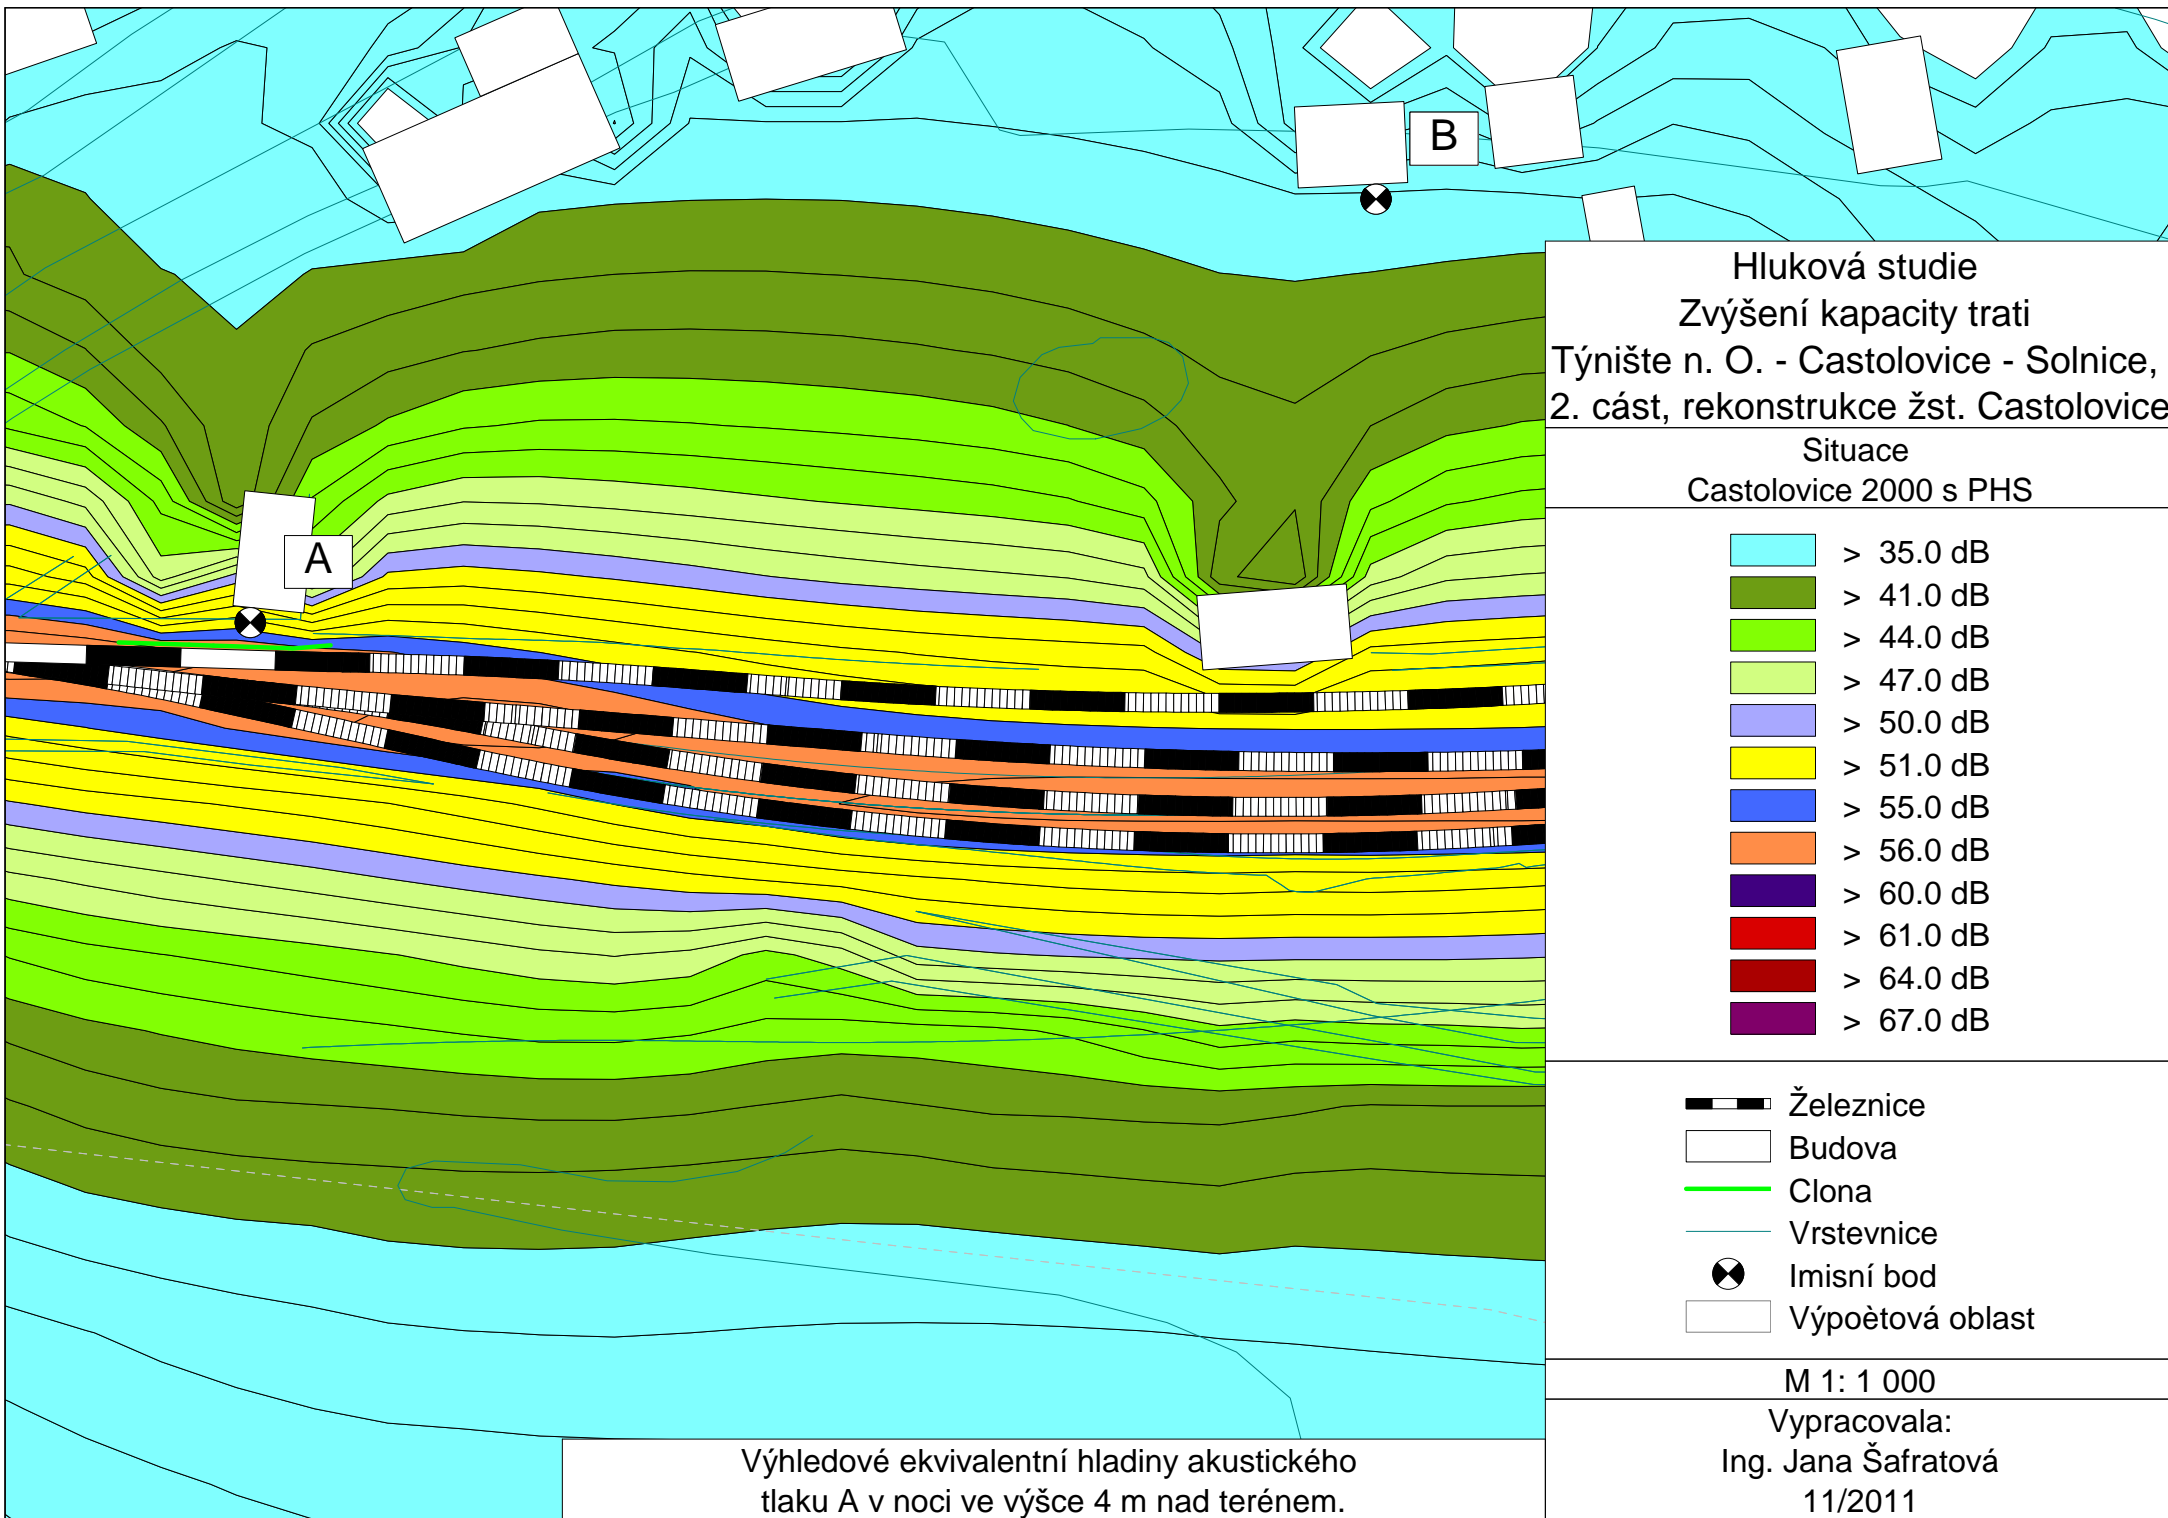 A
B
Hluková studie
Zvýšení kapacity trati
Týnište n. O. - Castolovice - Solnice,
2. cást, rekonstrukce žst. Castolovice
Situace
Castolovice 2000 s PHS
> 35.0 dB
> 41.0 dB
> 44.0 dB
> 47.0 dB
> 50.0 dB
> 51.0 dB
> 55.0 dB
> 56.0 dB
> 60.0 dB
> 61.0 dB
> 64.0 dB
> 67.0 dB
Železnice
Budova
Clona
Vrstevnice
Imisní bod
Výpoètová oblast
M 1: 1 000
Vypracovala:
Ing. Jana Šafratová
11/2011
Výhledové ekvivalentní hladiny akustického
tlaku A v noci ve výšce 4 m nad terénem.